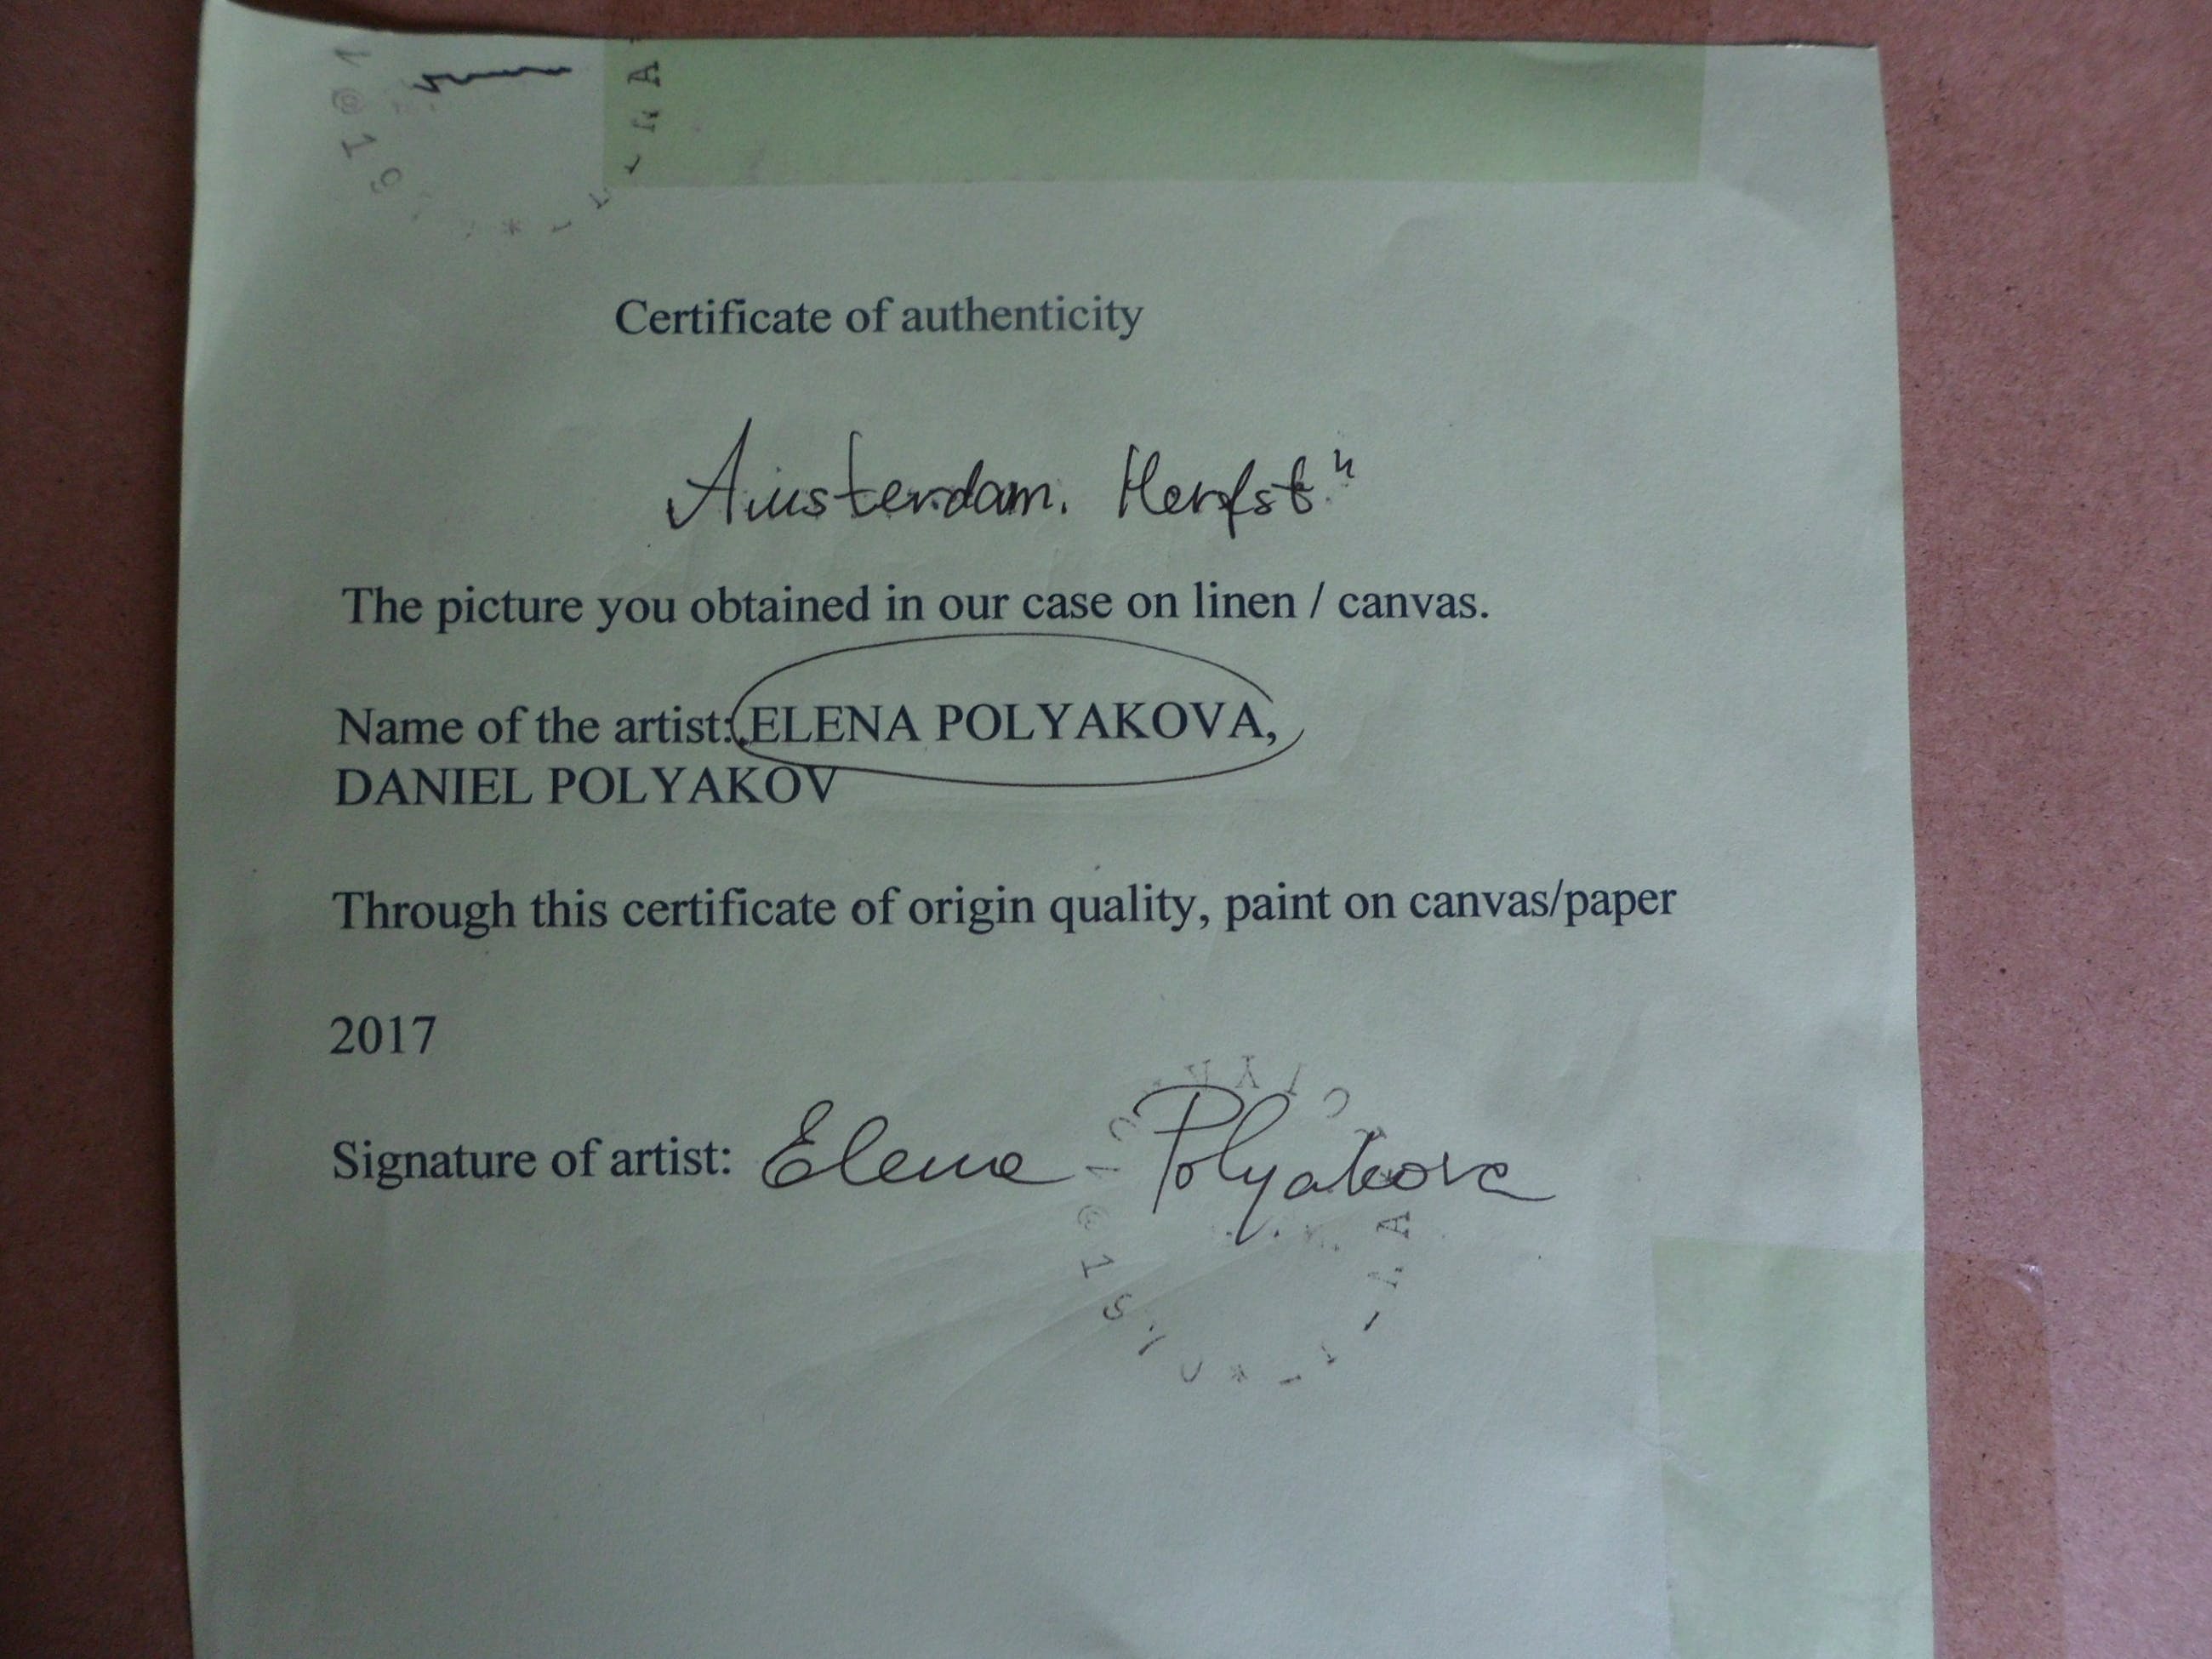 Certificate of authenticity
Amsterdam. Herfst."
The picture you obtained in our case on linen / canvas.
Name of the artist: ELENA POLYAKOVA,
DANIEL POLYAKOV
Through this certificate of origin quality, paint on canvas/paper
2017
Signature of artist: Elena Polyakova